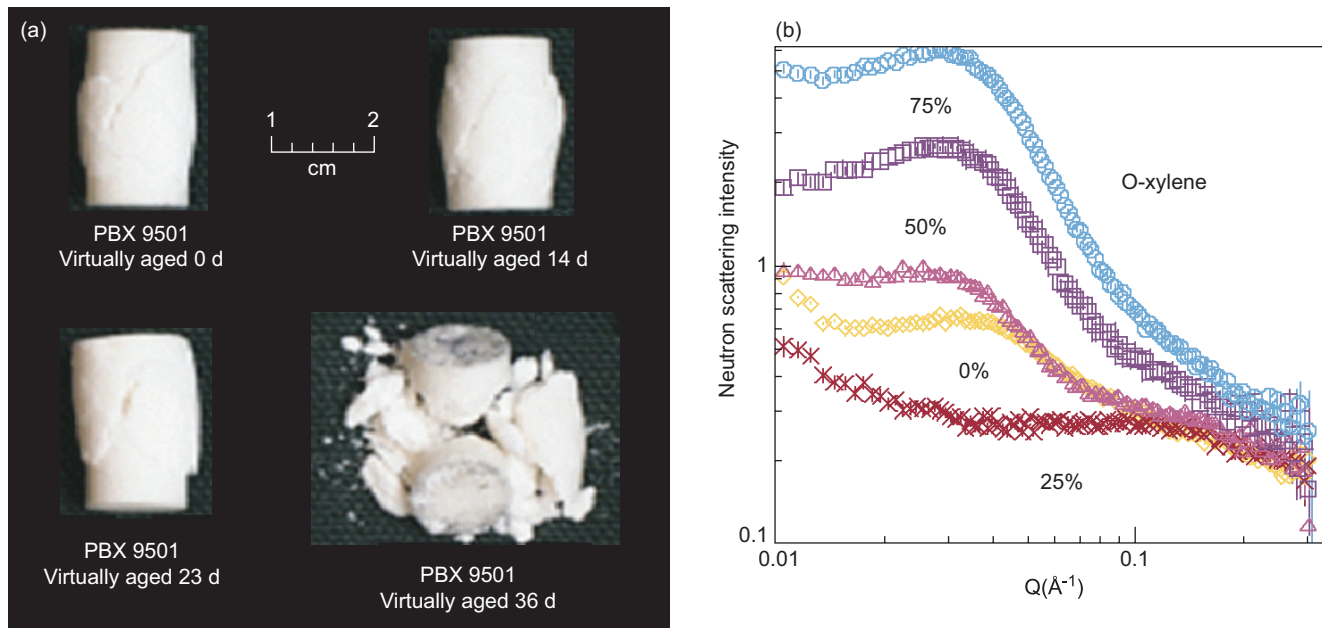 (a)
1 2
cm
PBX 9501
Virtually aged 0 d
PBX 9501
Virtually aged 14 d
PBX 9501
Virtually aged 23 d
PBX 9501
Virtually aged 36 d
(b)
Neutron scattering intensity
1
0.1
75%
O-xylene
50%
0%
25%
0.01 0.1
Q(Å⁻¹)